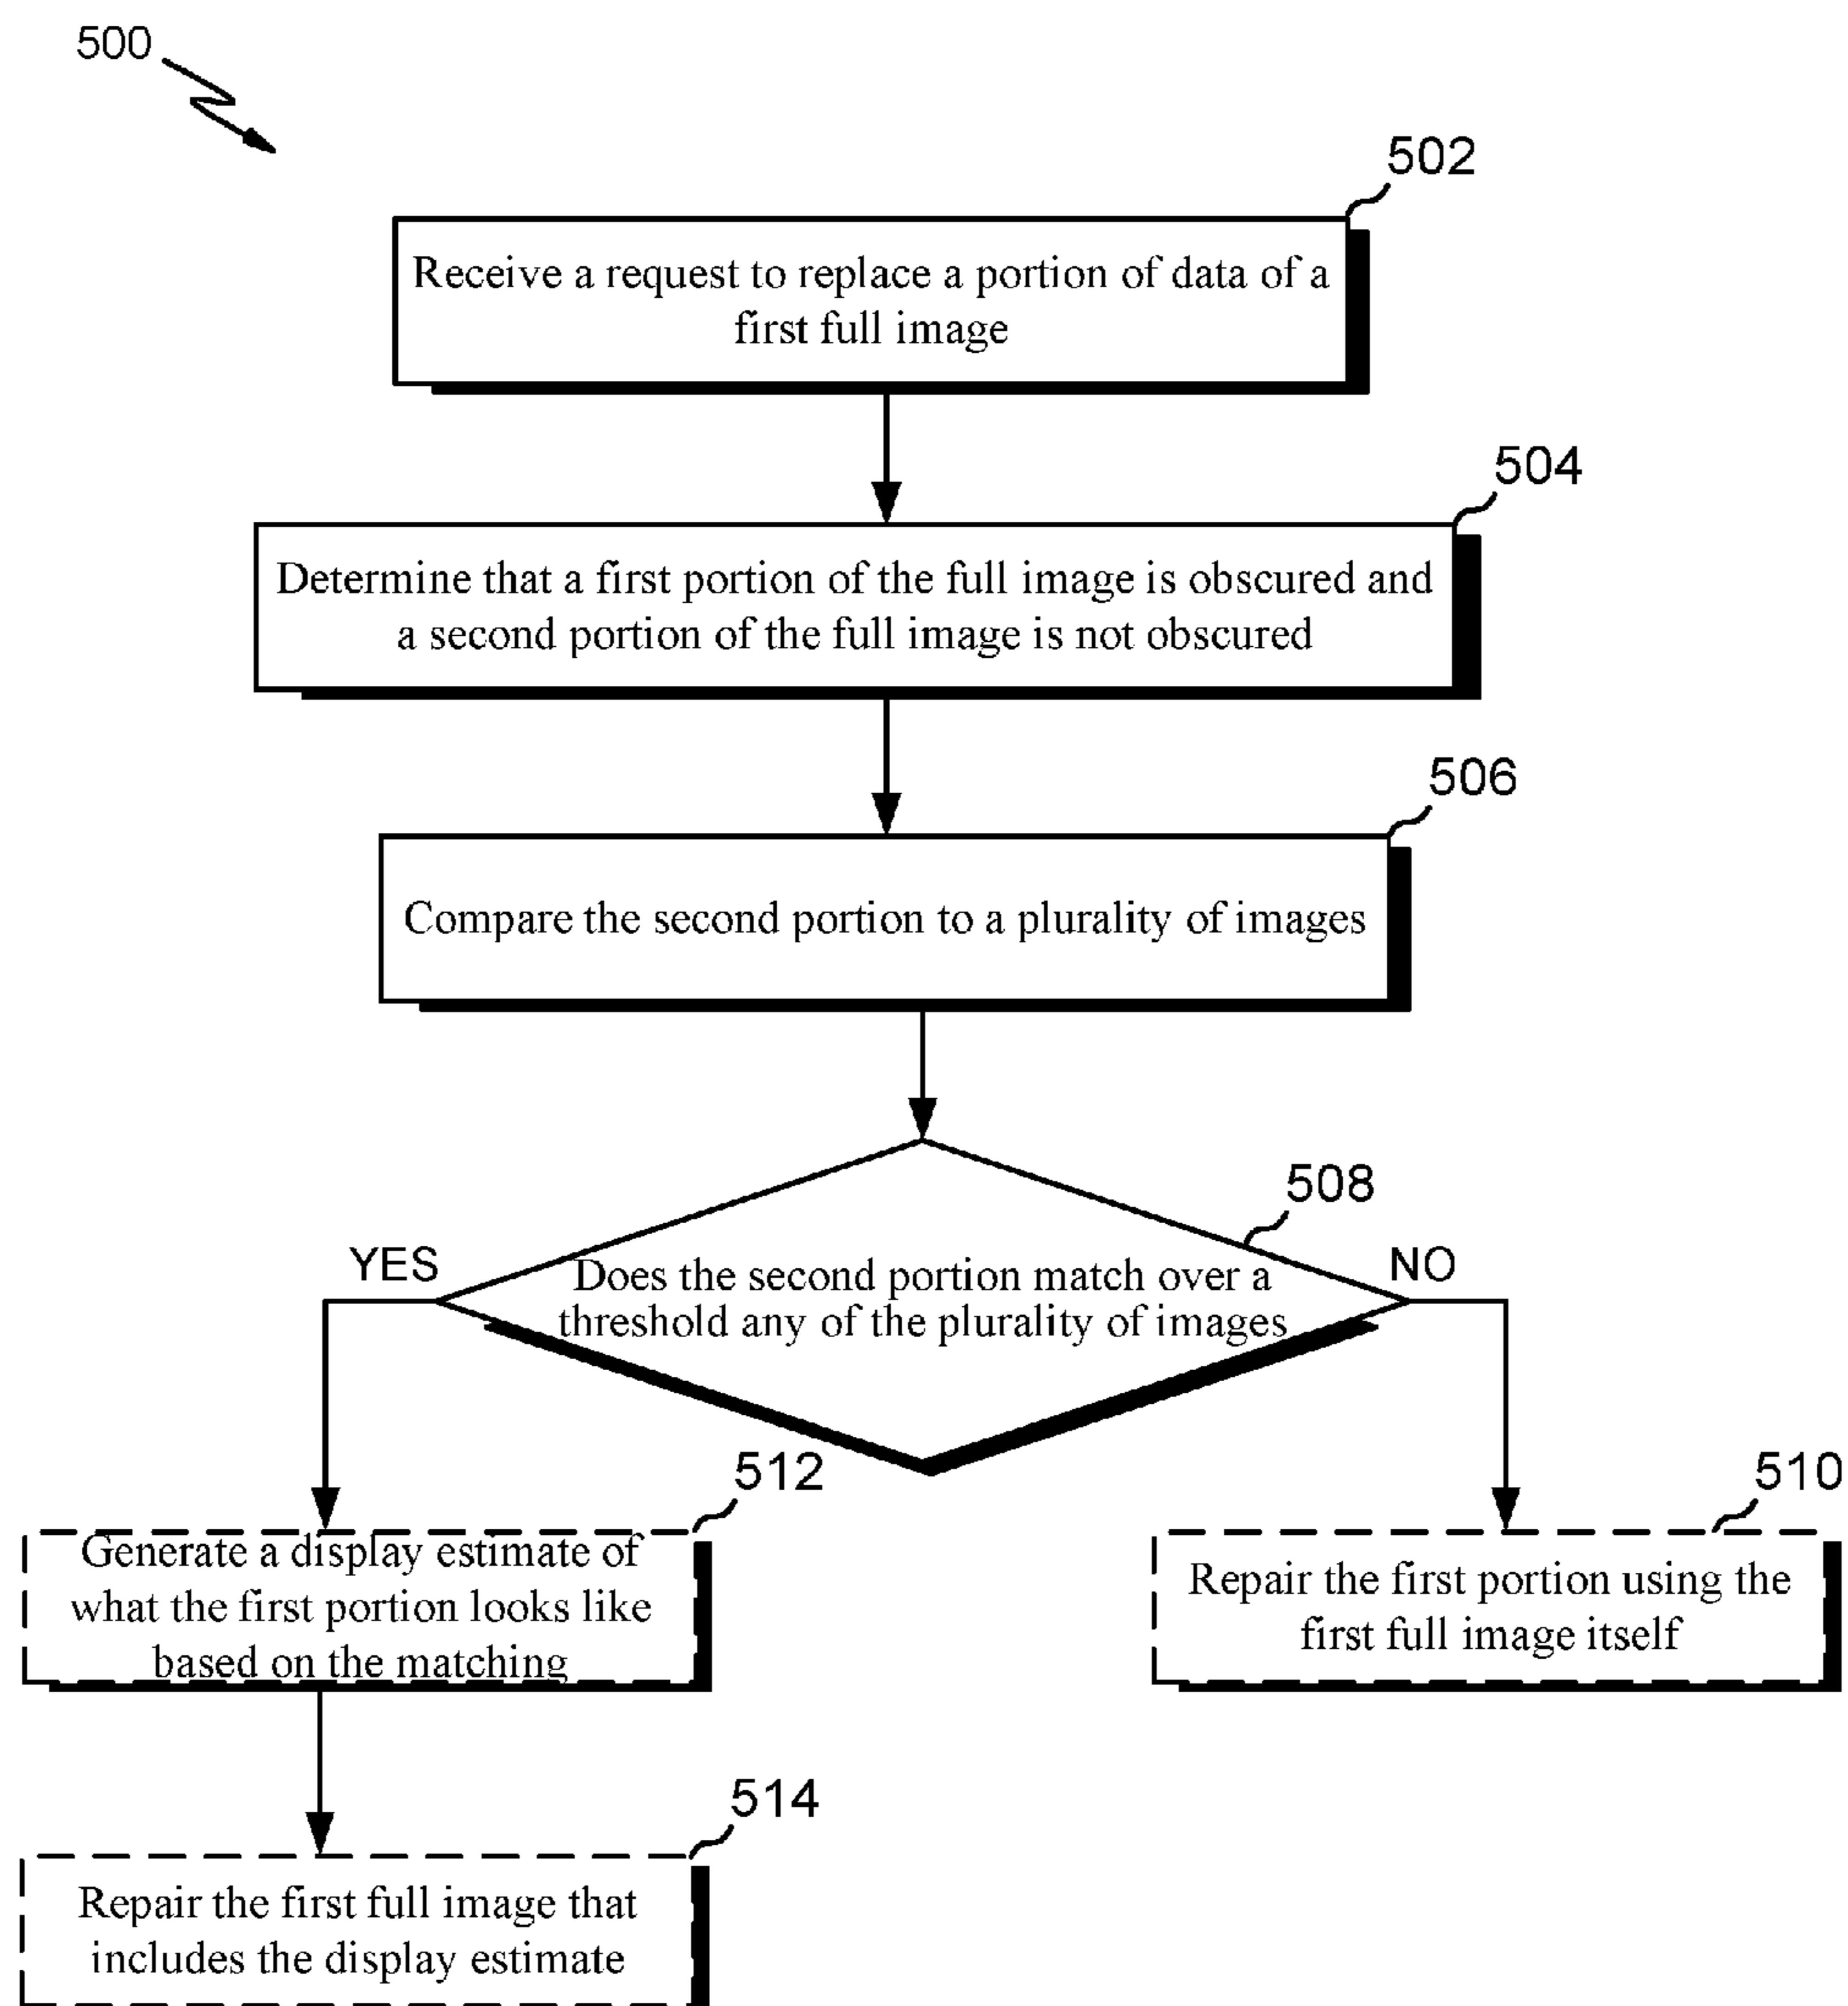 500
502
Receive a request to replace a portion of data of a
first full image
504
Determine that a first portion of the full image is obscured and
a second portion of the full image is not obscured
506
Compare the second portion to a plurality of images
508
YES
NO
Does the second portion match over a
threshold any of the plurality of images
512
Generate a display estimate of
what the first portion looks like
based on the matching
510
Repair the first portion using the
first full image itself
514
Repair the first full image that
includes the display estimate